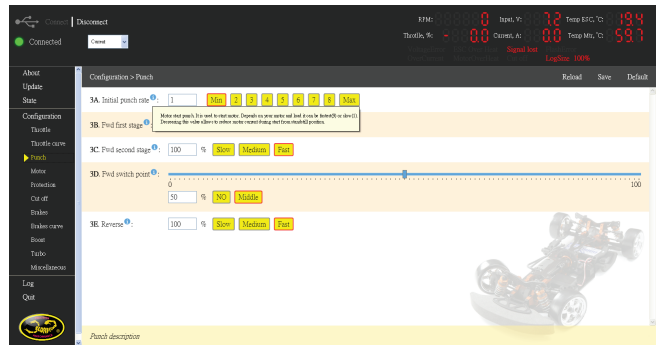 Connect | Disconnect
RPM: 0 Input, V: 7.2 Temp ESC, °C: 19.4
Connected
Current
Throttle, %: - 0.0 Current, A: 0.0 Temp Mtr, °C: 59.7
Signal lost
LogSize 100%
About
Update
State
Configuration
Throttle
Throttle curve
Punch
Motor
Protection
Cut off
Brakes
Brakes curve
Boost
Turbo
Miscellaneous
Log
Quit
Configuration > Punch
Reload Save Default
3A. Initial punch rate: 1 Min 2 3 4 5 6 7 8 Max
Motor start punch. It is used to start motor. Depends on your motor and load, it can be
Decreasing this value allows to reduce motor current during start from standstill position.
3B. Fwd first stage
3C. Fwd second stage: 100 % Slow Medium Fast
3D. Fwd switch point:
0 100
50 % NO Middle
3E. Reverse: 100 % Slow Medium Fast
Punch description